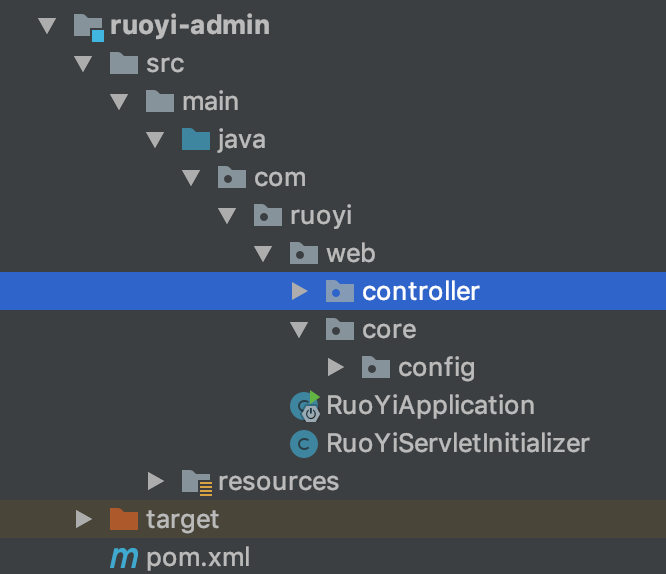 ruoyi-admin
src
main
java
com
ruoyi
web
controller
core
config
RuoYiApplication
RuoYiServletInitializer
resources
target
pom.xml